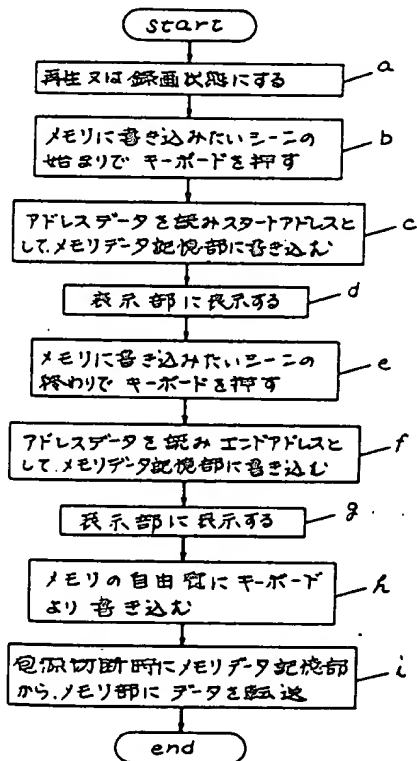 start
再生又は録画状態にする
a
メモリに書き込みたいシーンの
始まりでキーボードを押す
b
アドレスデータを読みスタートアドレスと
して、メモリデータ記憶部に書き込む
c
表示部に表示する
d
メモリに書き込みたいシーンの
終わりでキーボードを押す
e
アドレスデータを読みエンドアドレスと
して、メモリデータ記憶部に書き込む
f
表示部に表示する
g
メモリの自由
にキーボード
より書き込む
h
電源切断時にメモリデータ記憶部
から、メモリ部にデータを転送
i
end